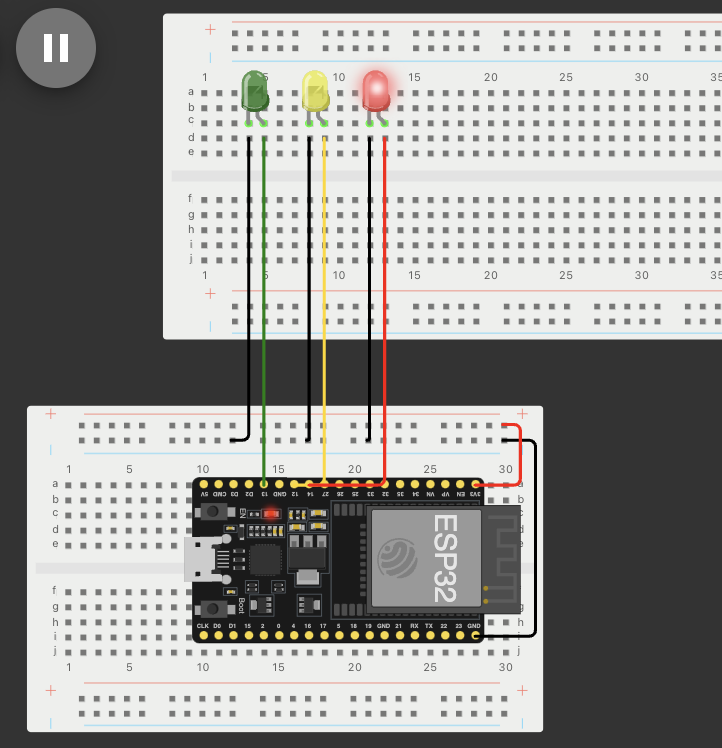 +
1 5 10 15 20 25 30 35
a
b
c
d
e
f
g
h
i
j
1 10 15 20 25 30 35
+
+ +
1 5 10 15 20 25 30
a a
b b
c
d
e
f
g
h h
i i
j j
5V CMD D3 D2 13 GND 12 14 27 26 25 33 32 35 34 VN VP EN 3V3
EN
ESP32
Boot
CLK D0 D1 15 2 0 4 16 17 5 18 19 GND 21 RX TX 22 23 GND
1 5 10 15 20 25 30
+ +